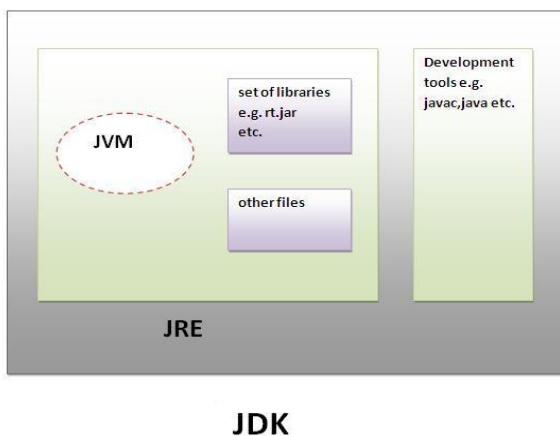 JVM
set of libraries
e.g. rt.jar
etc.
other files
JRE
Development
tools e.g.
javac,java etc.
JDK